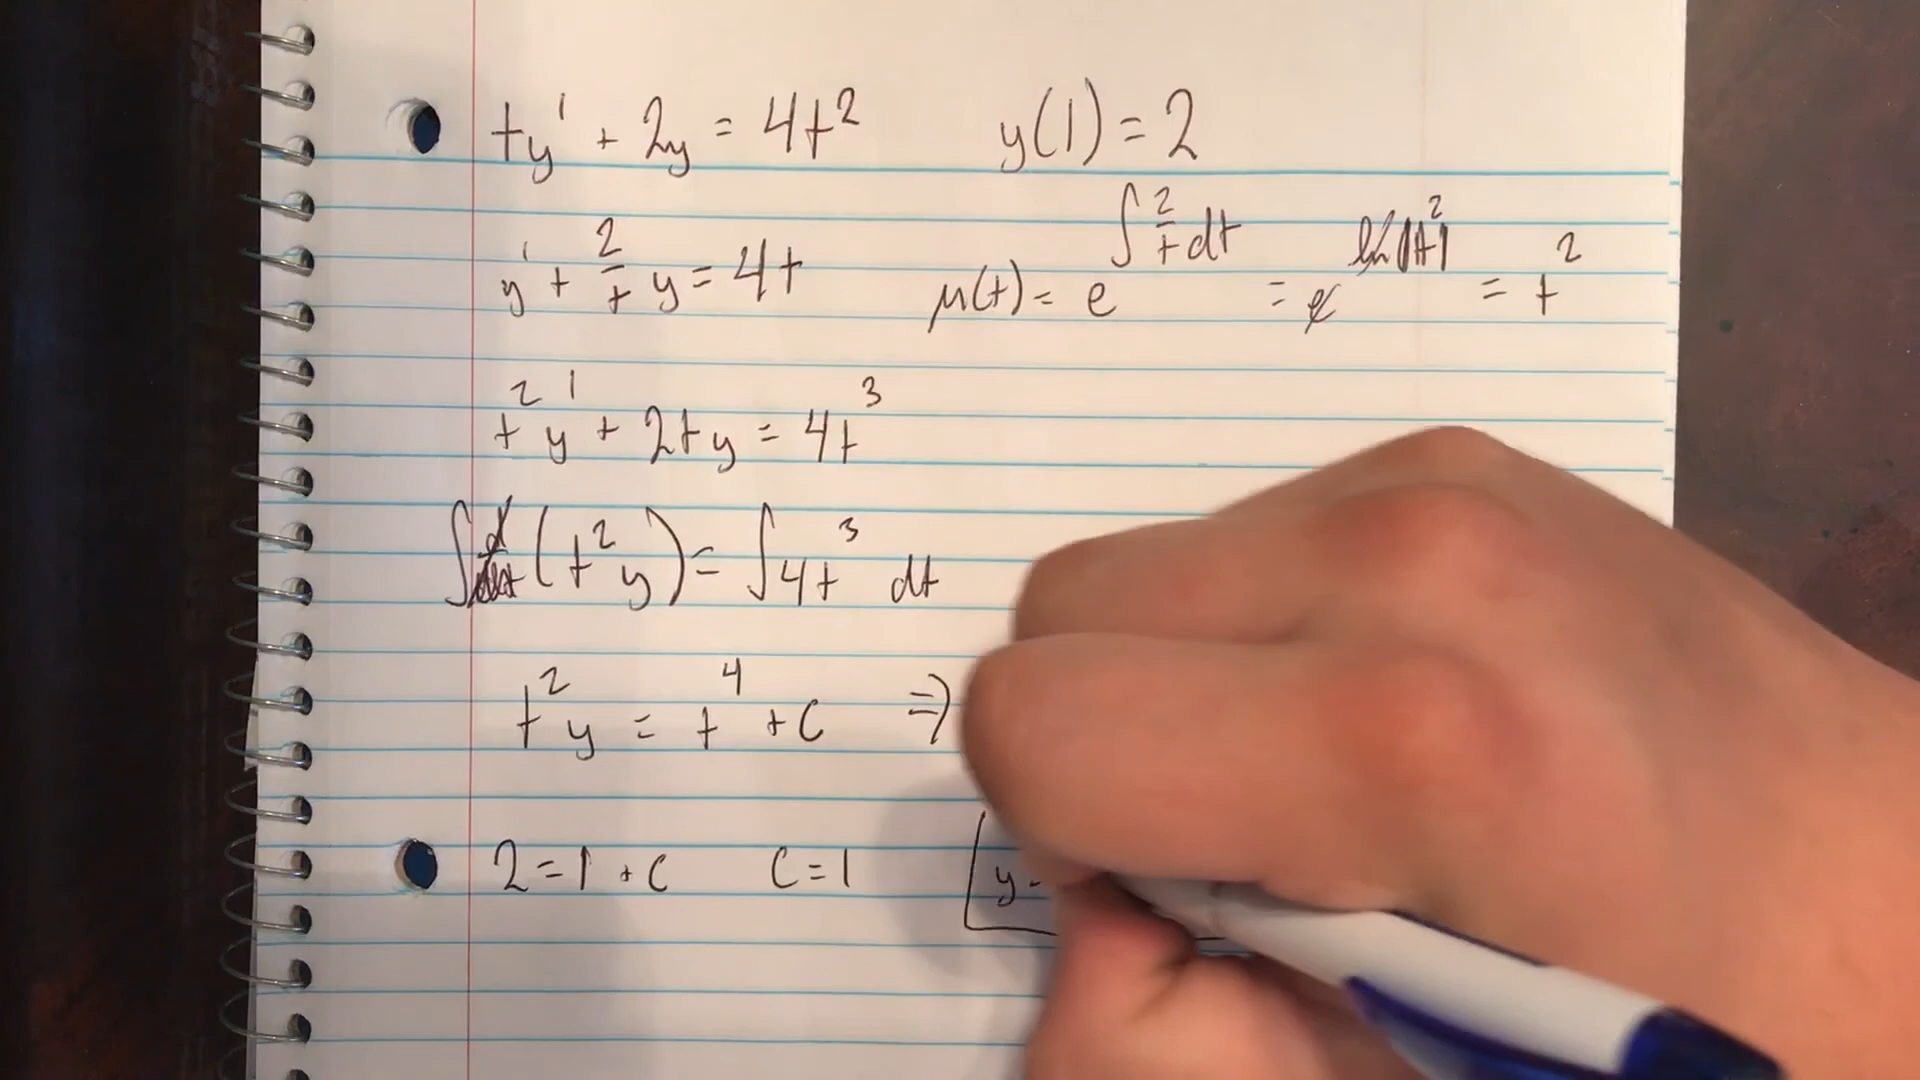 ty' + 2y = 4t²    y(1) = 2
y' + 2/t y = 4t    μ(t) = e^∫ 2/t dt = e^ln|t|² = t²
t²y' + 2ty = 4t³
∫ d/dt (t²y) = ∫ 4t³ dt
t²y = t⁴ + C ⇒
2 = 1 + C    C = 1    y =